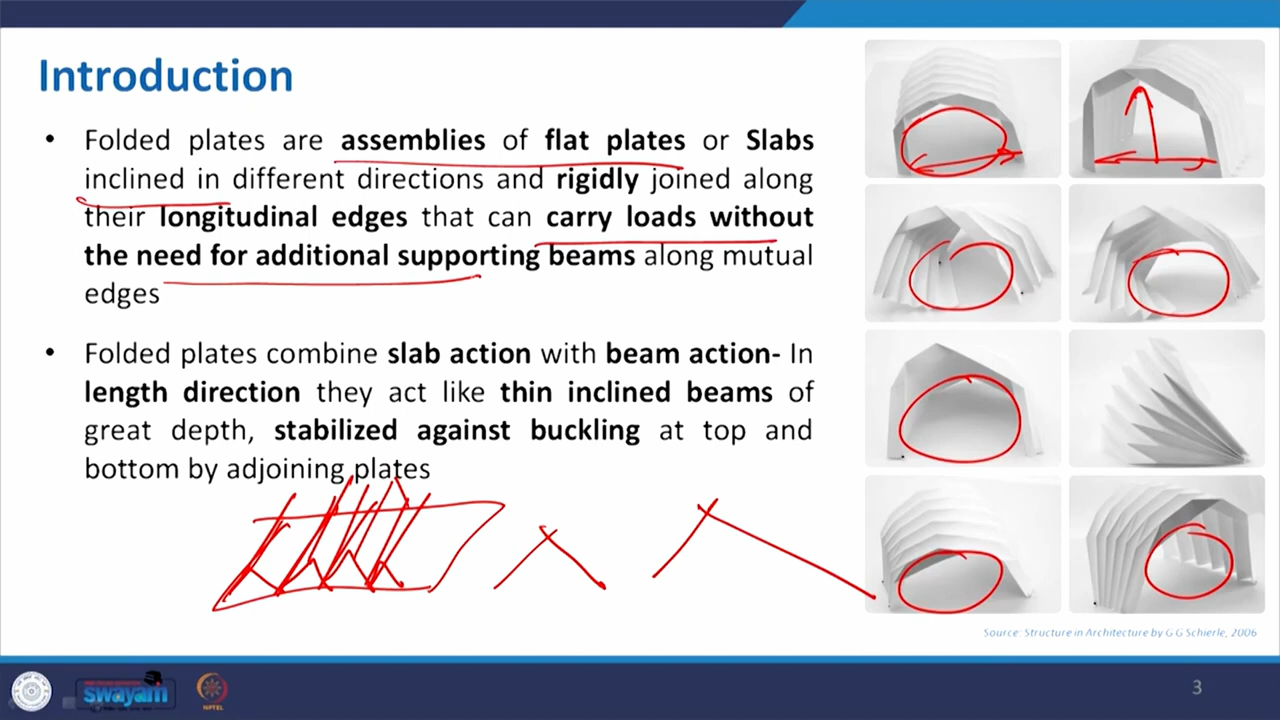 Introduction
• Folded plates are assemblies of flat plates or Slabs
inclined in different directions and rigidly joined along
their longitudinal edges that can carry loads without
the need for additional supporting beams along mutual
edges
• Folded plates combine slab action with beam action- In
length direction they act like thin inclined beams of
great depth, stabilized against buckling at top and
bottom by adjoining plates
Source: Structure in Architecture by G G Schierle, 2006
swayam
NPTEL
3